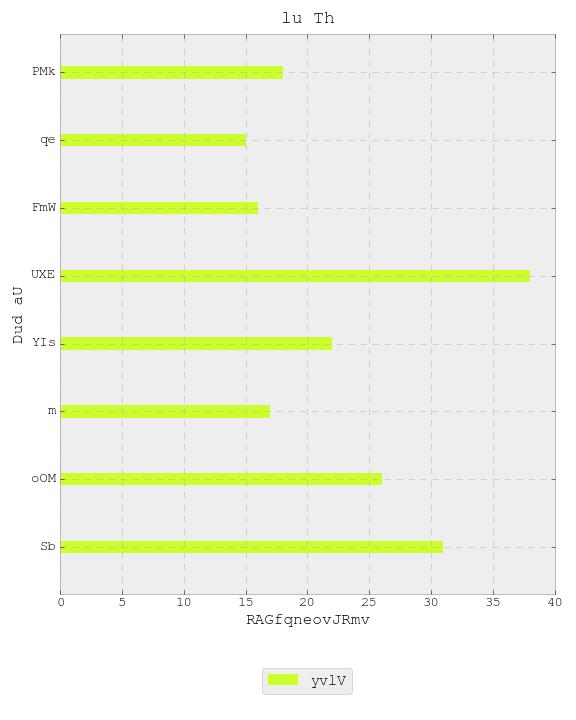 lu Th
PMk
qe
FmW
UXE
YIs
m
oOM
Sb
Dud aU
0 5 10 15 20 25 30 35 40
RAGfqneovJRmv
yvlV